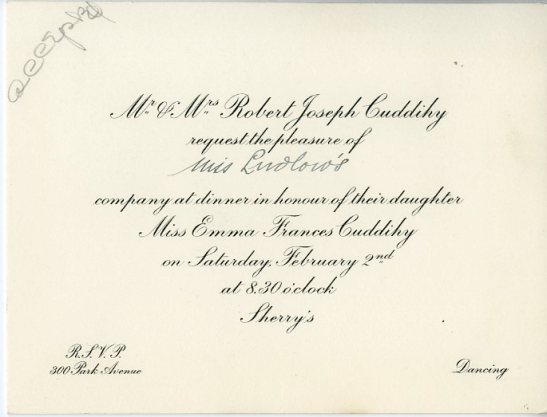 accepted
Mr. & Mrs. Robert Joseph Cuddihy
request the pleasure of
Miss Ludlow's
company at dinner in honour of their daughter
Miss Emma Frances Cuddihy
on Saturday, February 2nd
at 8.30 o'clock
Sherry's
R.S.V.P.
300 Park Avenue
Dancing